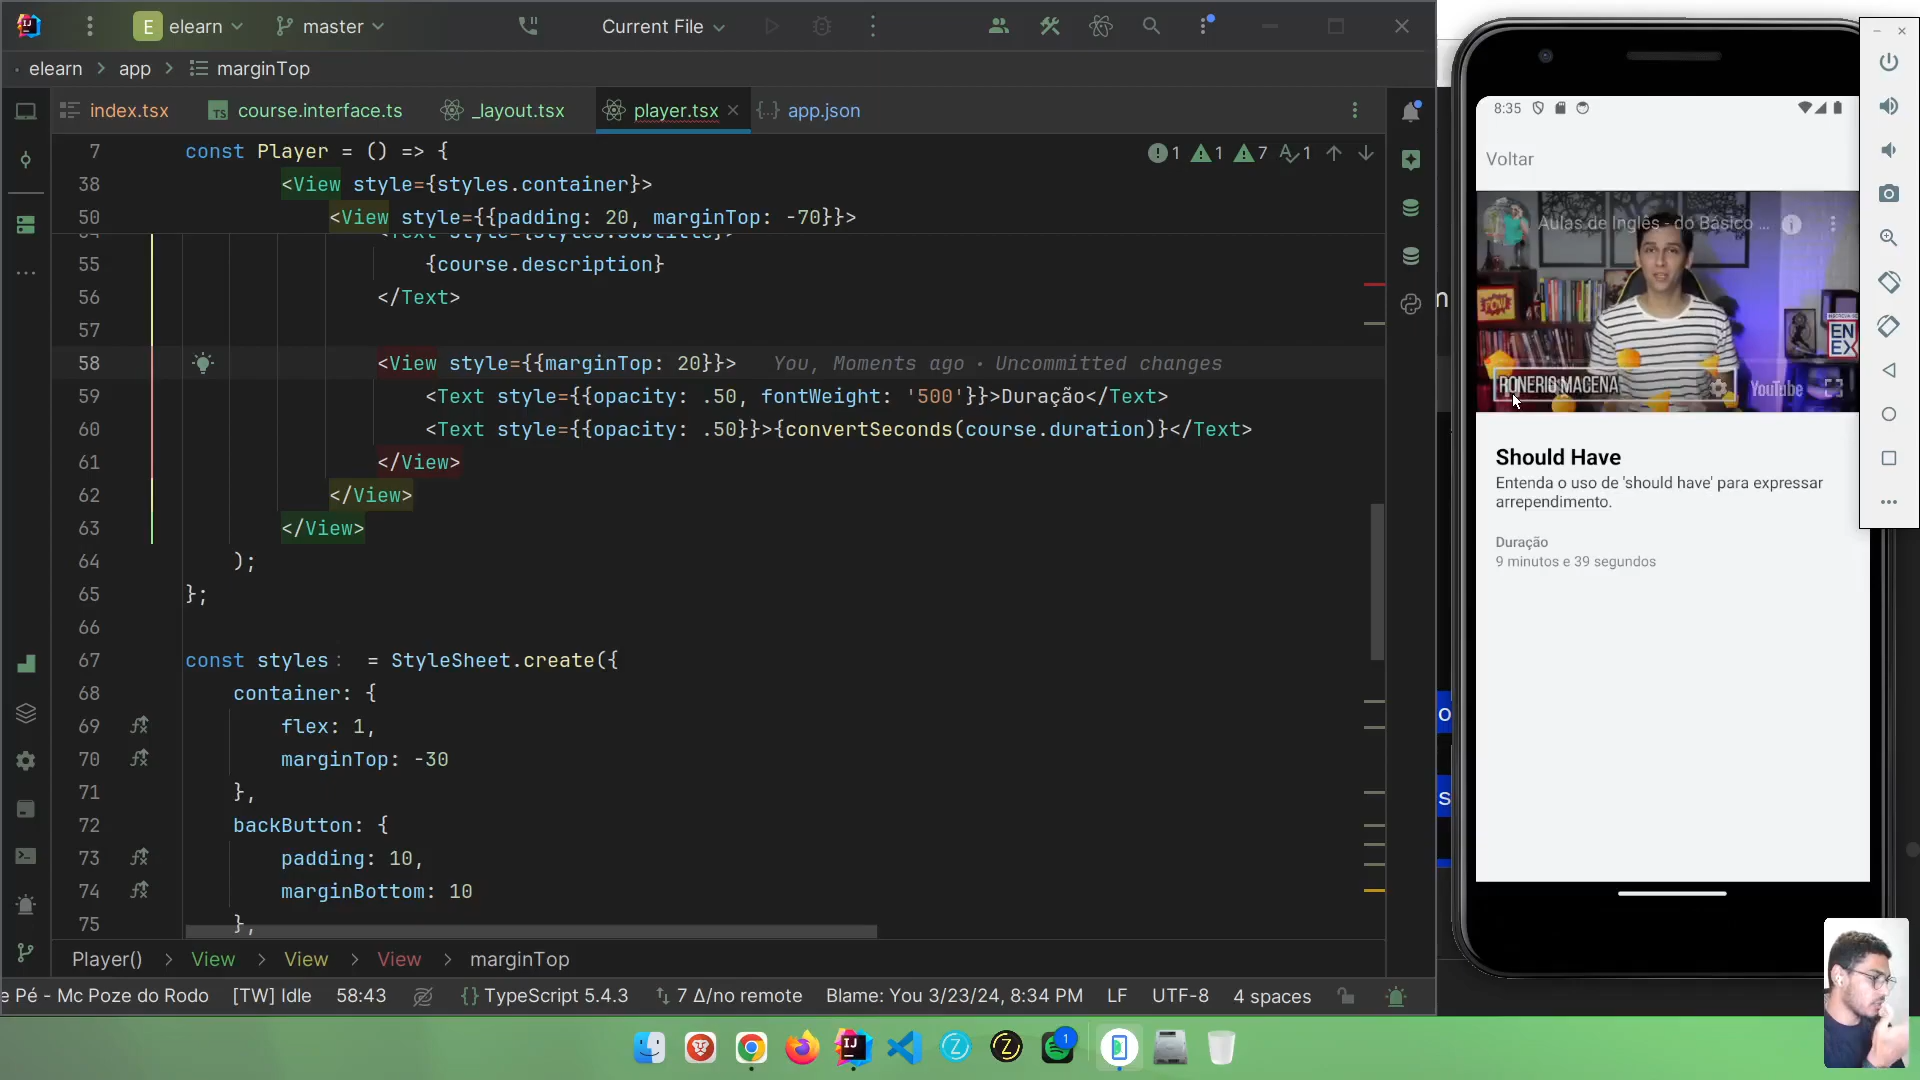 elearn
master
Current File
elearn
app
marginTop
index.tsx
course.interface.ts
_layout.tsx
player.tsx
app.json
7 const Player = () => {
1 1 7 1
38 <View style={styles.container}>
50 <View style={{padding: 20, marginTop: -70}}>
55 {course.description}
56 </Text>
57
58 <View style={{marginTop: 20}}> You, Moments ago • Uncommitted changes
59 <Text style={{opacity: .50, fontWeight: '500'}}>Duração</Text>
60 <Text style={{opacity: .50}}>{convertSeconds(course.duration)}</Text>
61 </View>
62 </View>
63 </View>
64 );
65 };
66
67 const styles : = StyleSheet.create({
68 container: {
69 flex: 1,
70 marginTop: -30
71 },
72 backButton: {
73 padding: 10,
74 marginBottom: 10
75 },
Player() > View > View > View > marginTop
e Pé - Mc Poze do Rodo
[TW] Idle
58:43
{} TypeScript 5.4.3
7 Δ/no remote
Blame: You 3/23/24, 8:34 PM
LF
UTF-8
4 spaces
8:35
Voltar
Aulas de Inglês - do Básico ...
POW
EN
EX
RONERIO MACENA
YouTube
Should Have
Entenda o uso de 'should have' para expressar
arrependimento.
Duração
9 minutos e 39 segundos